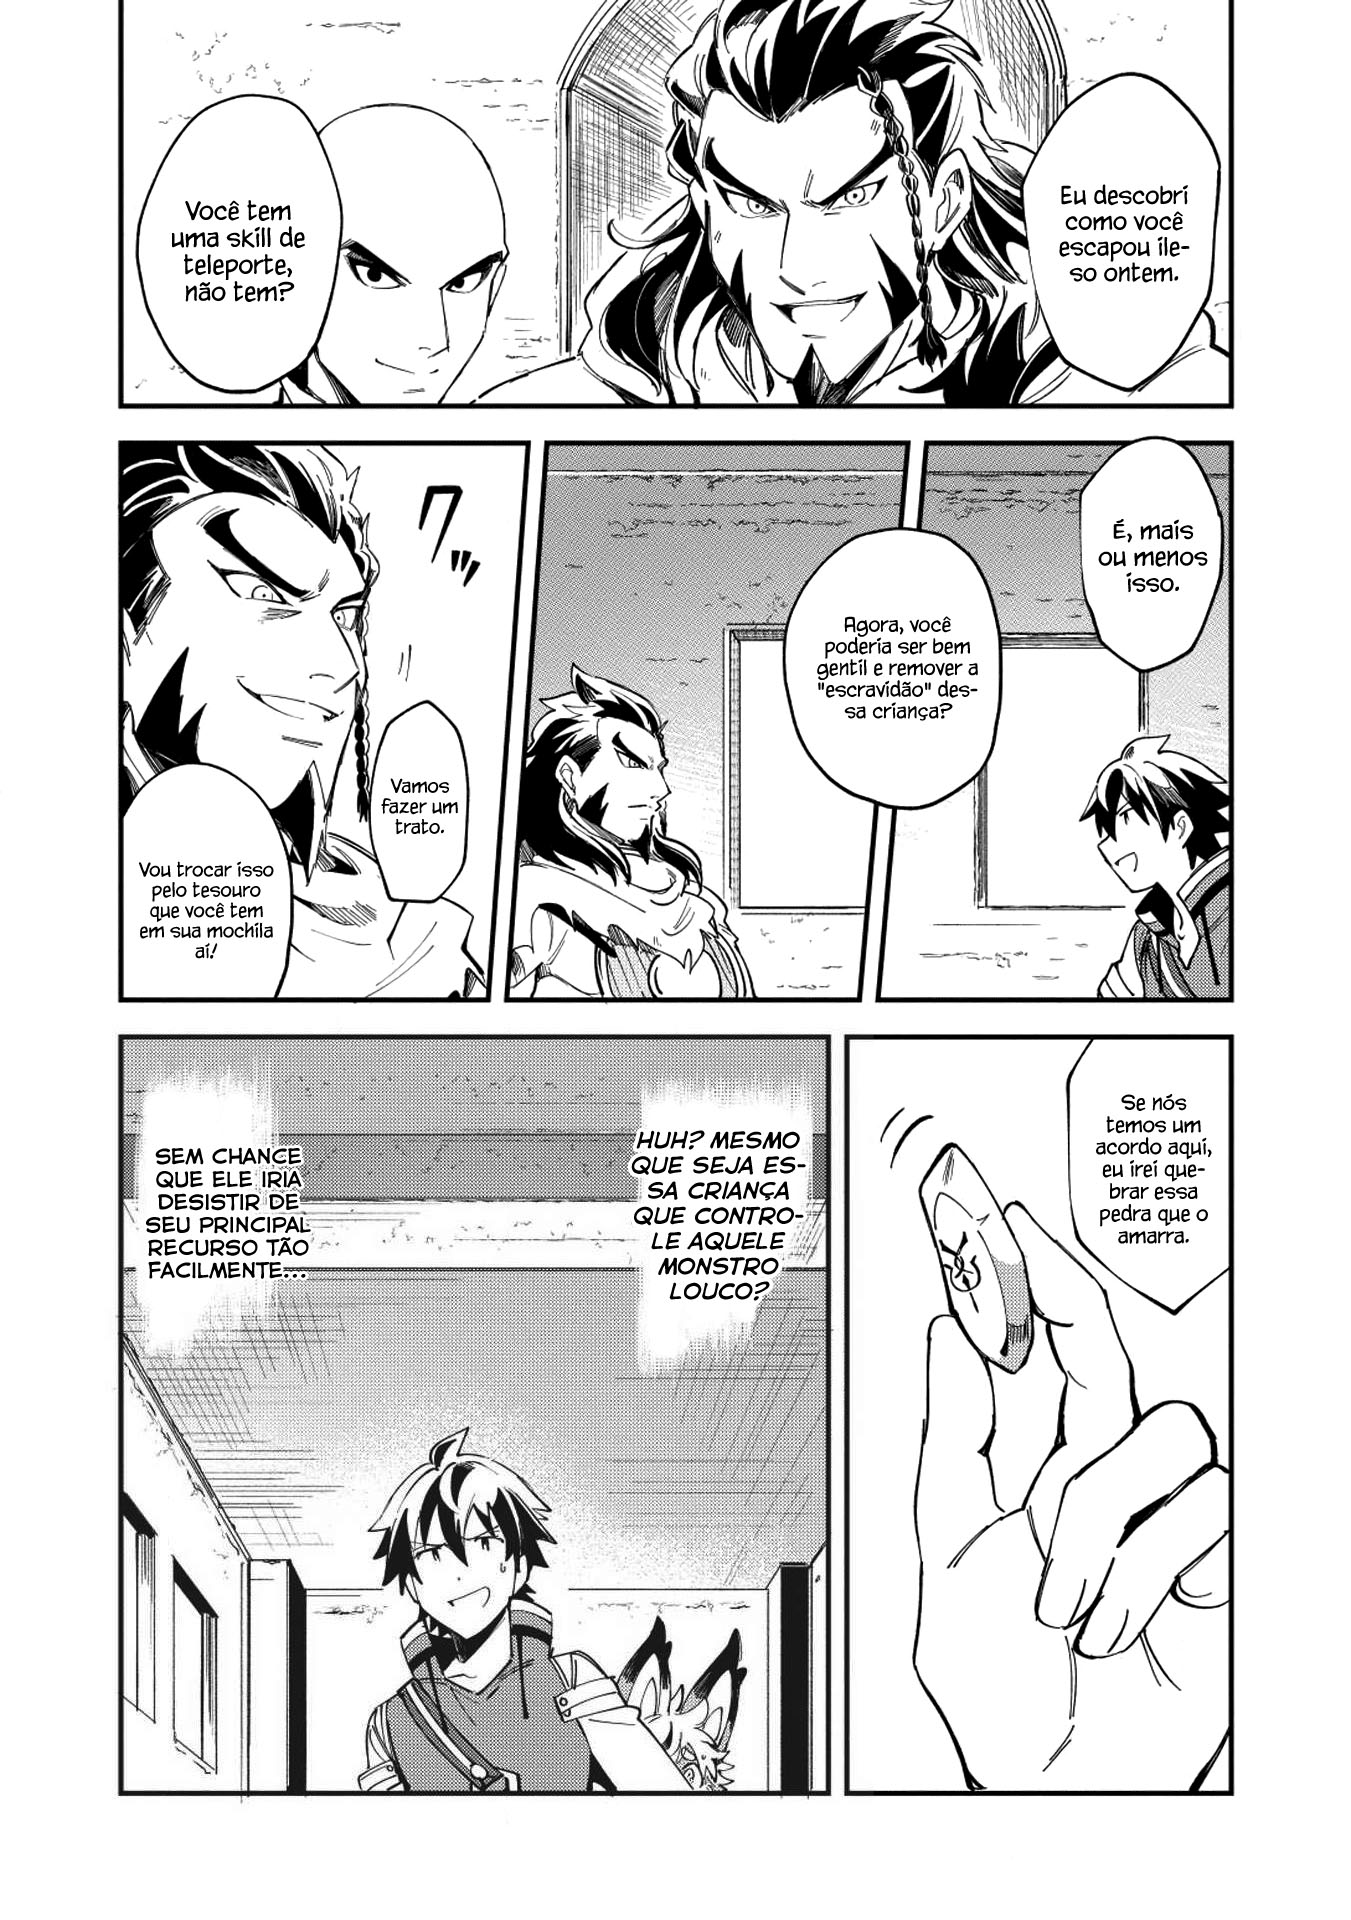 Eu descobri
como você
escapou ile-
so ontem.
Você tem
uma skill de
teleporte,
não tem?
É, mais
ou menos
isso.
Agora, você
poderia ser bem
gentil e remover a
"escravidão" des-
sa criança?
ワッ
Vamos
fazer um
trato.
Vou trocar isso
pelo tesouro
que você tem
em sua mochila
aí!
Se nós
temos um
acordo aqui,
eu irei que-
brar essa
pedra que o
amarra.
HUH? MESMO
QUE SEJA ES-
SA CRIANÇA
QUE CONTRO-
LE AQUELE
MONSTRO
LOUCO?
SEM CHANCE
QUE ELE IRIA
DESISTIR DE
SEU PRINCIPAL
RECURSO TÃO
FACILMENTE...